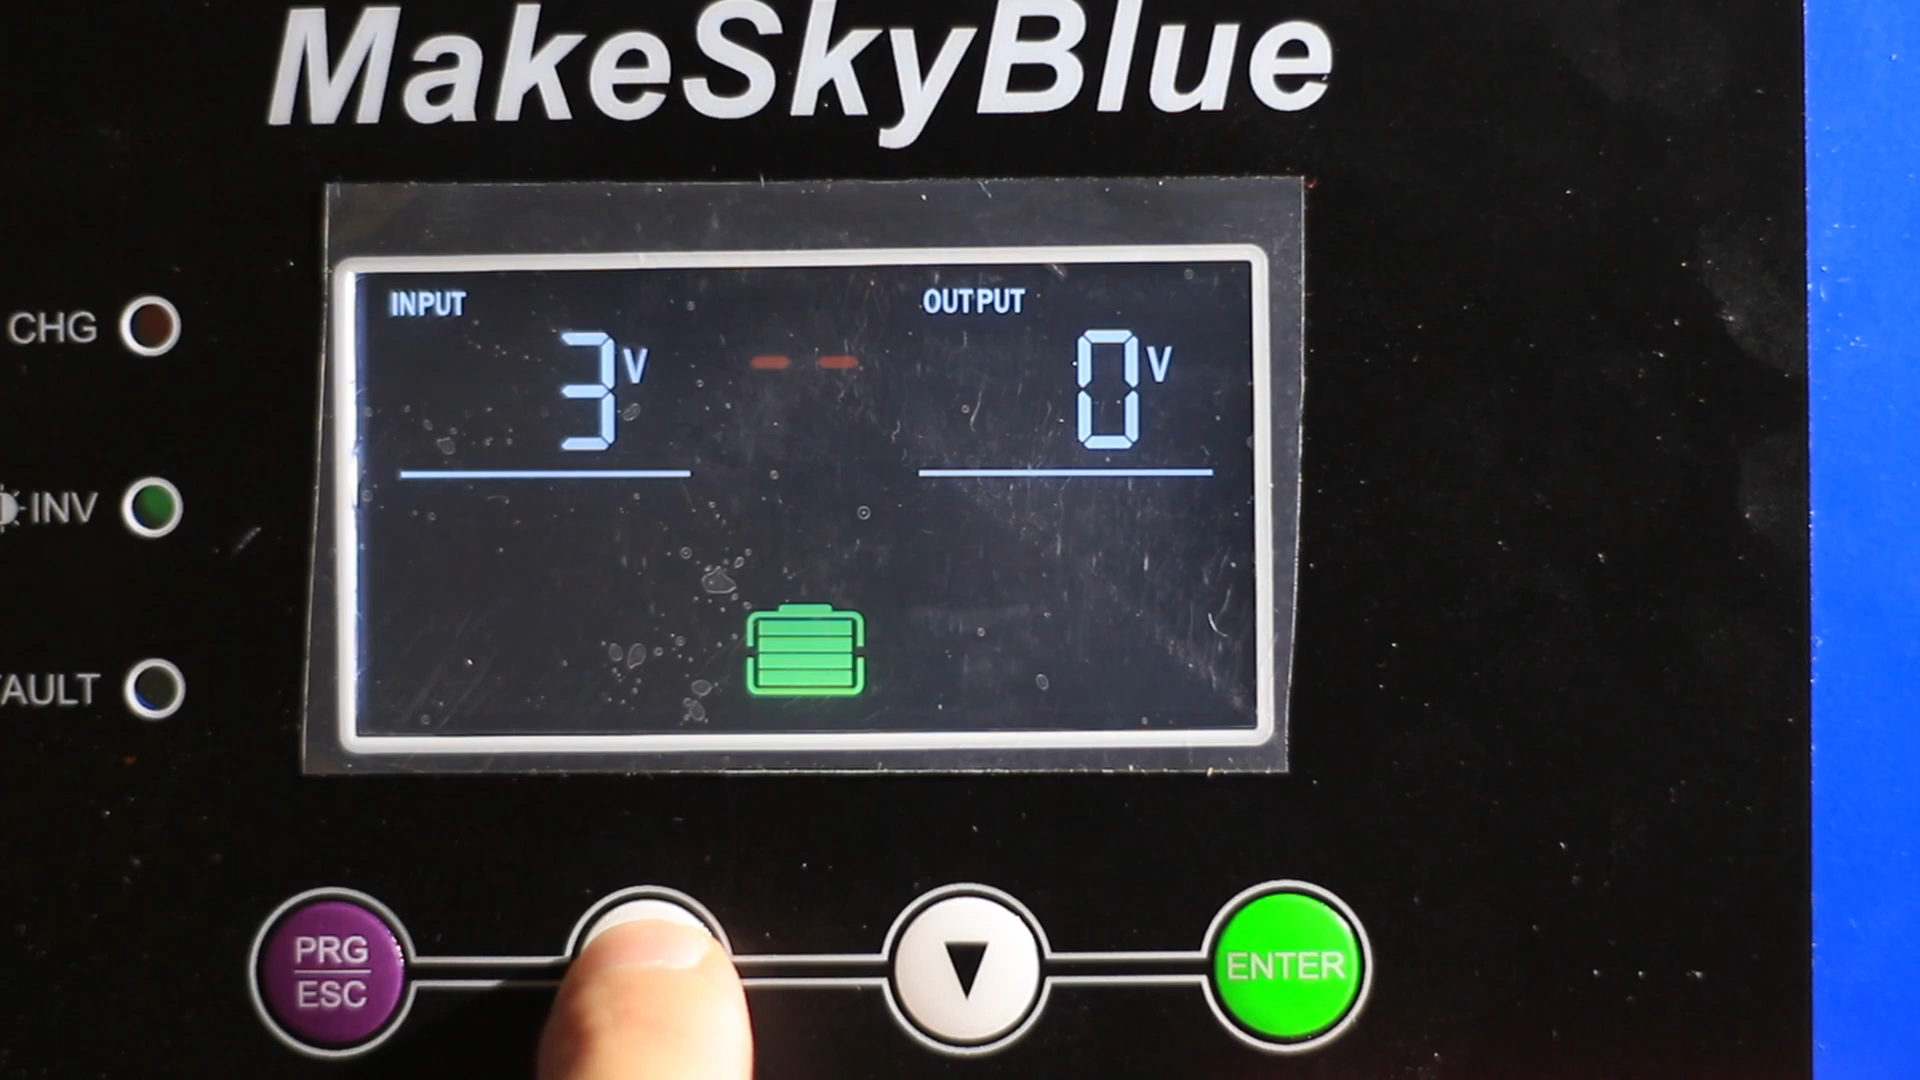 MakeSkyBlue
INPUT
OUTPUT
3V
-- 
0V
CHG
INV
AULT
PRG
ESC
ENTER